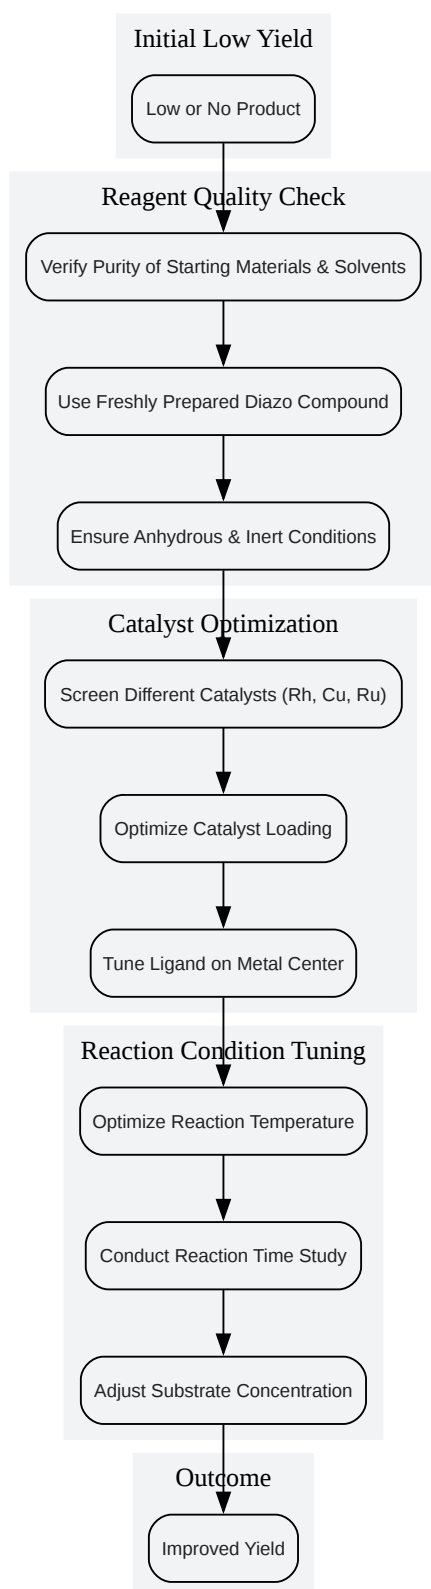 Initial Low Yield
Low or No Product
Reagent Quality Check
Verify Purity of Starting Materials & Solvents
Use Freshly Prepared Diazo Compound
Ensure Anhydrous & Inert Conditions
Catalyst Optimization
Screen Different Catalysts (Rh, Cu, Ru)
Optimize Catalyst Loading
Tune Ligand on Metal Center
Reaction Condition Tuning
Optimize Reaction Temperature
Conduct Reaction Time Study
Adjust Substrate Concentration
Outcome
Improved Yield